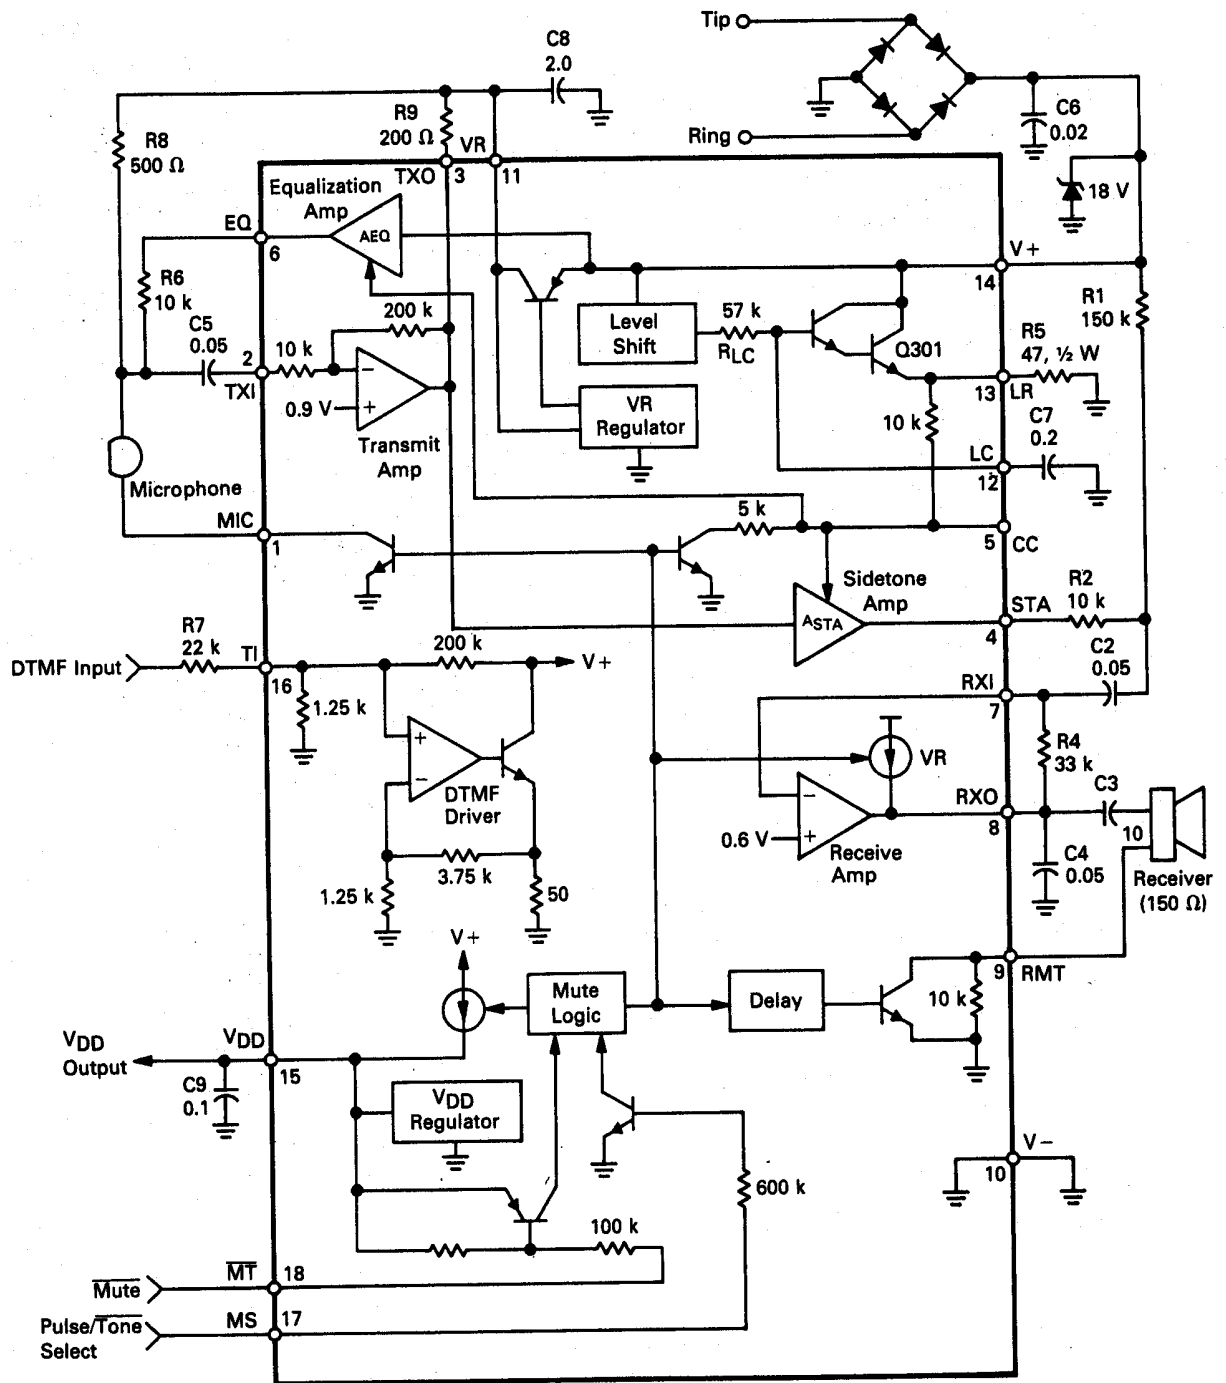 Tip
C8
2.0
R9
200 Ω
R8
500 Ω
VR
TXO
3
11
Ring
C6
0.02
18 V
Equalization
Amp
AEQ
EQ
6
V+
14
R6
10 k
C5
0.05
200 k
2
TXI
10 k
0.9 V
-
+
Transmit
Amp
Level
Shift
57 k
RLC
Q301
R1
150 k
R5
47, ½ W
13
LR
VR
Regulator
10 k
C7
0.2
LC
12
Microphone
MIC
1
5 k
5
CC
Sidetone
Amp
ASTA
STA
4
R2
10 k
R7
22 k
DTMF Input
TI
16
200 k
V+
1.25 k
C2
0.05
RXI
7
+
-
DTMF
Driver
VR
R4
33 k
RXO
8
C3
10
-
+
0.6 V
Receive
Amp
C4
0.05
Receiver
(150 Ω)
3.75 k
1.25 k
50
V+
Mute
Logic
Delay
10 k
9
RMT
VDD
Output
VDD
15
C9
0.1
VDD
Regulator
V-
10
600 k
100 k
M̅T̅
18
M̅u̅t̅e̅
MS
17
Pulse/T̅o̅n̅e̅
Select